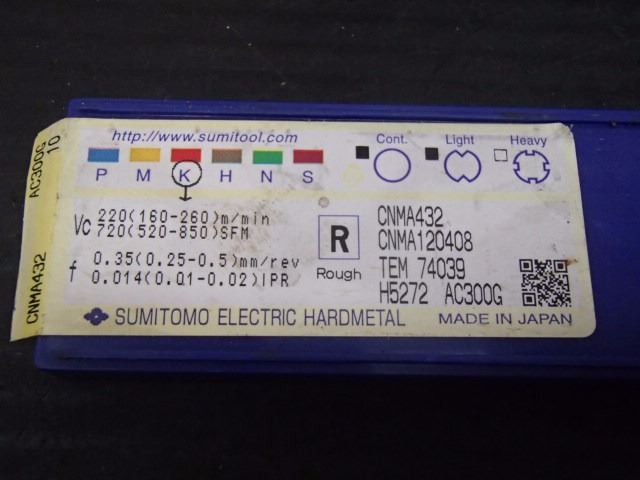 http://www.sumitool.com
P M K H N S
Cont. Light Heavy
Vc 220(160-260)m/min
720(520-850)SFM
f 0.35(0.25-0.5)mm/rev
0.014(0.01-0.02)IPR
R
Rough
CNMA432
CNMA120408
TEM 74039
H5272 AC300G
SUMITOMO ELECTRIC HARDMETAL
MADE IN JAPAN
CNMA432 AC300G
10